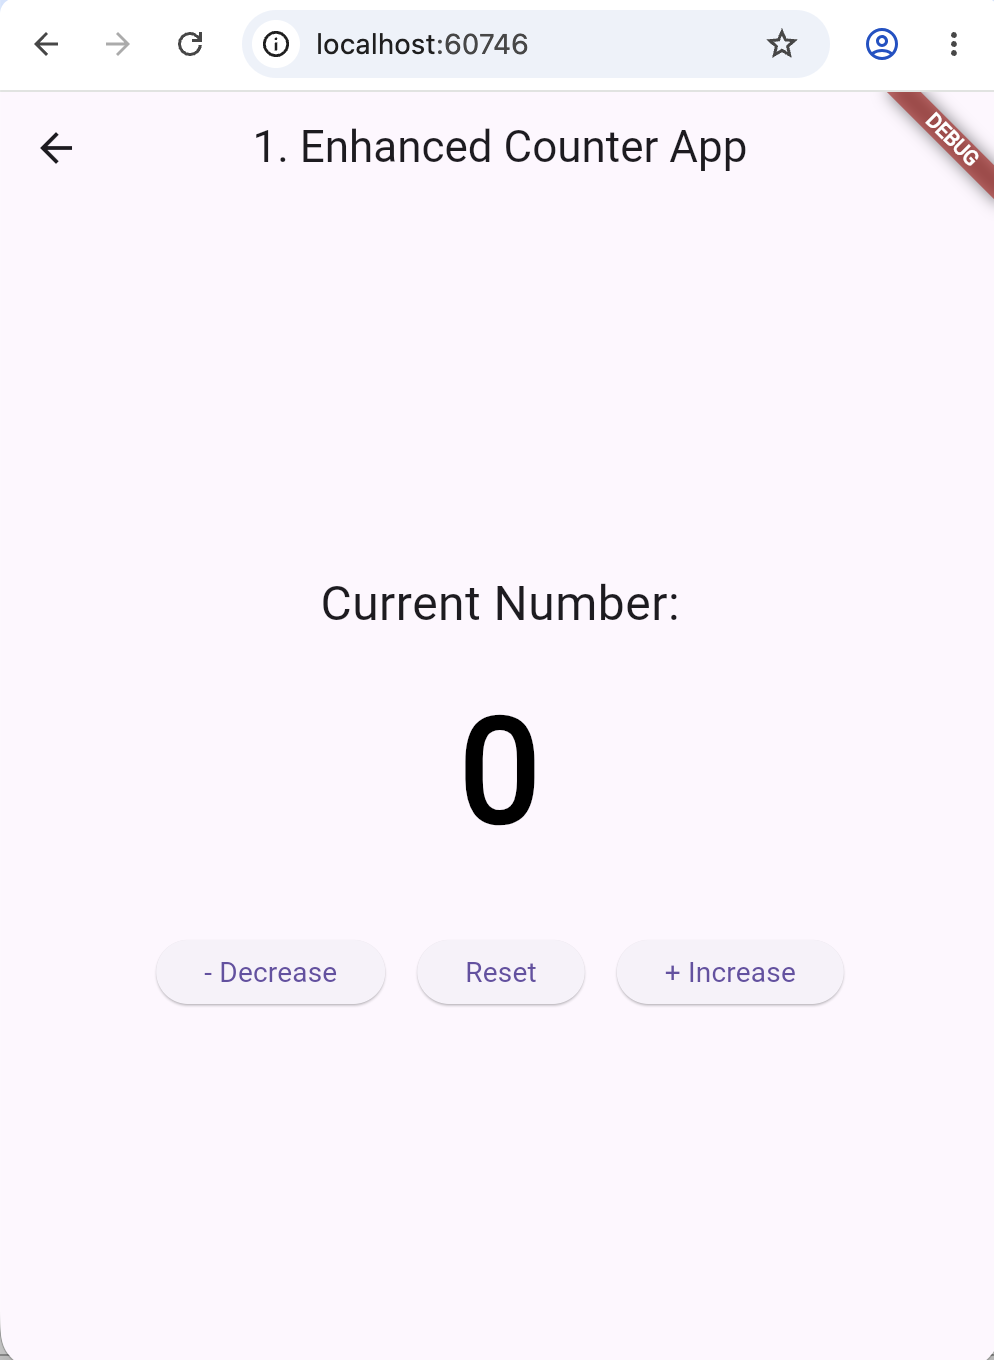 localhost:60746
DEBUG
1. Enhanced Counter App
Current Number:
0
- Decrease
Reset
+ Increase